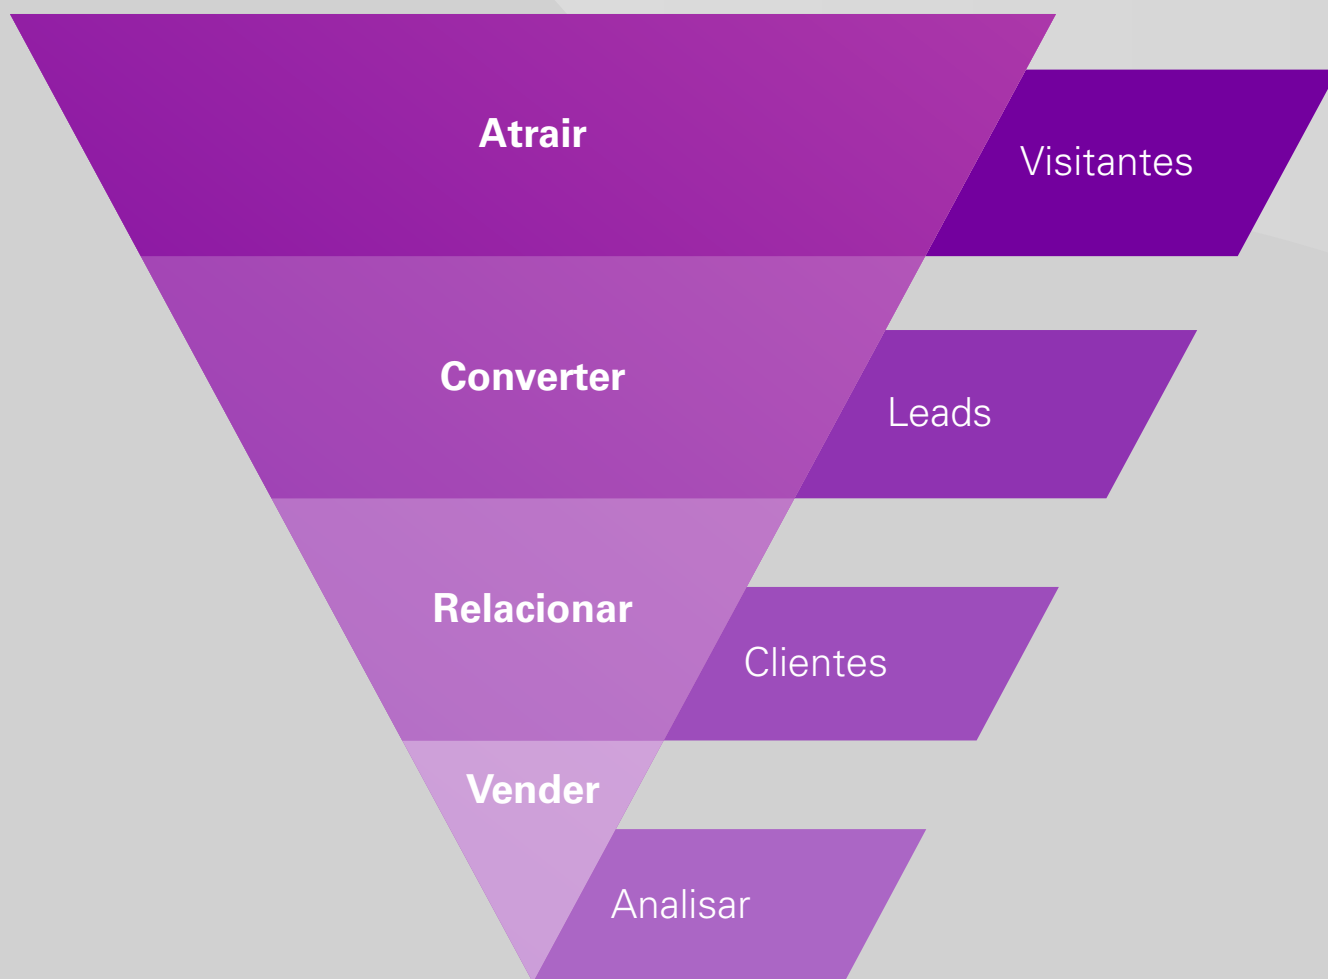 Atrair
Visitantes
Converter
Leads
Relacionar
Clientes
Vender
Analisar